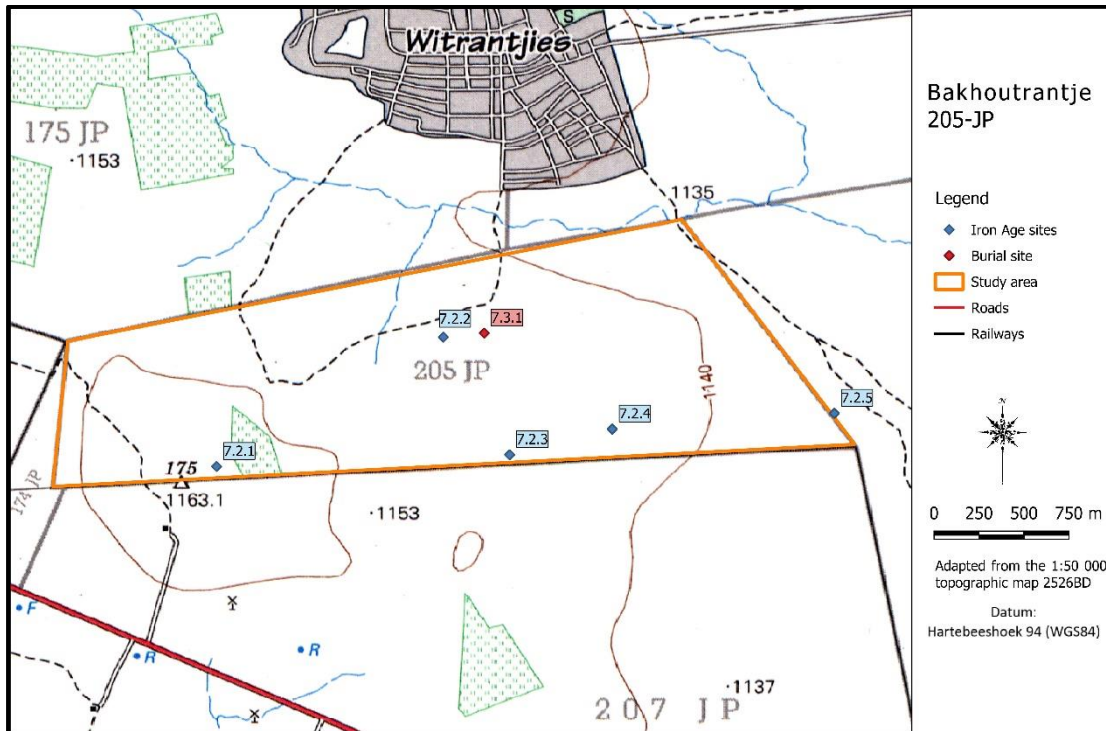 S
Witrantjies
175 JP
·1153
1135
7.2.2
7.3.1
205 JP
1140
7.2.5
7.2.4
7.2.3
7.2.1
175
1163.1
174 JP
·1153
F
R
R
·1137
207 JP
Bakhoutrantje
205-JP
Legend
Iron Age sites
Burial site
Study area
Roads
Railways
N
0 250 500 750 m
Adapted from the 1:50 000
topographic map 2526BD
Datum:
Hartebeeshoek 94 (WGS84)